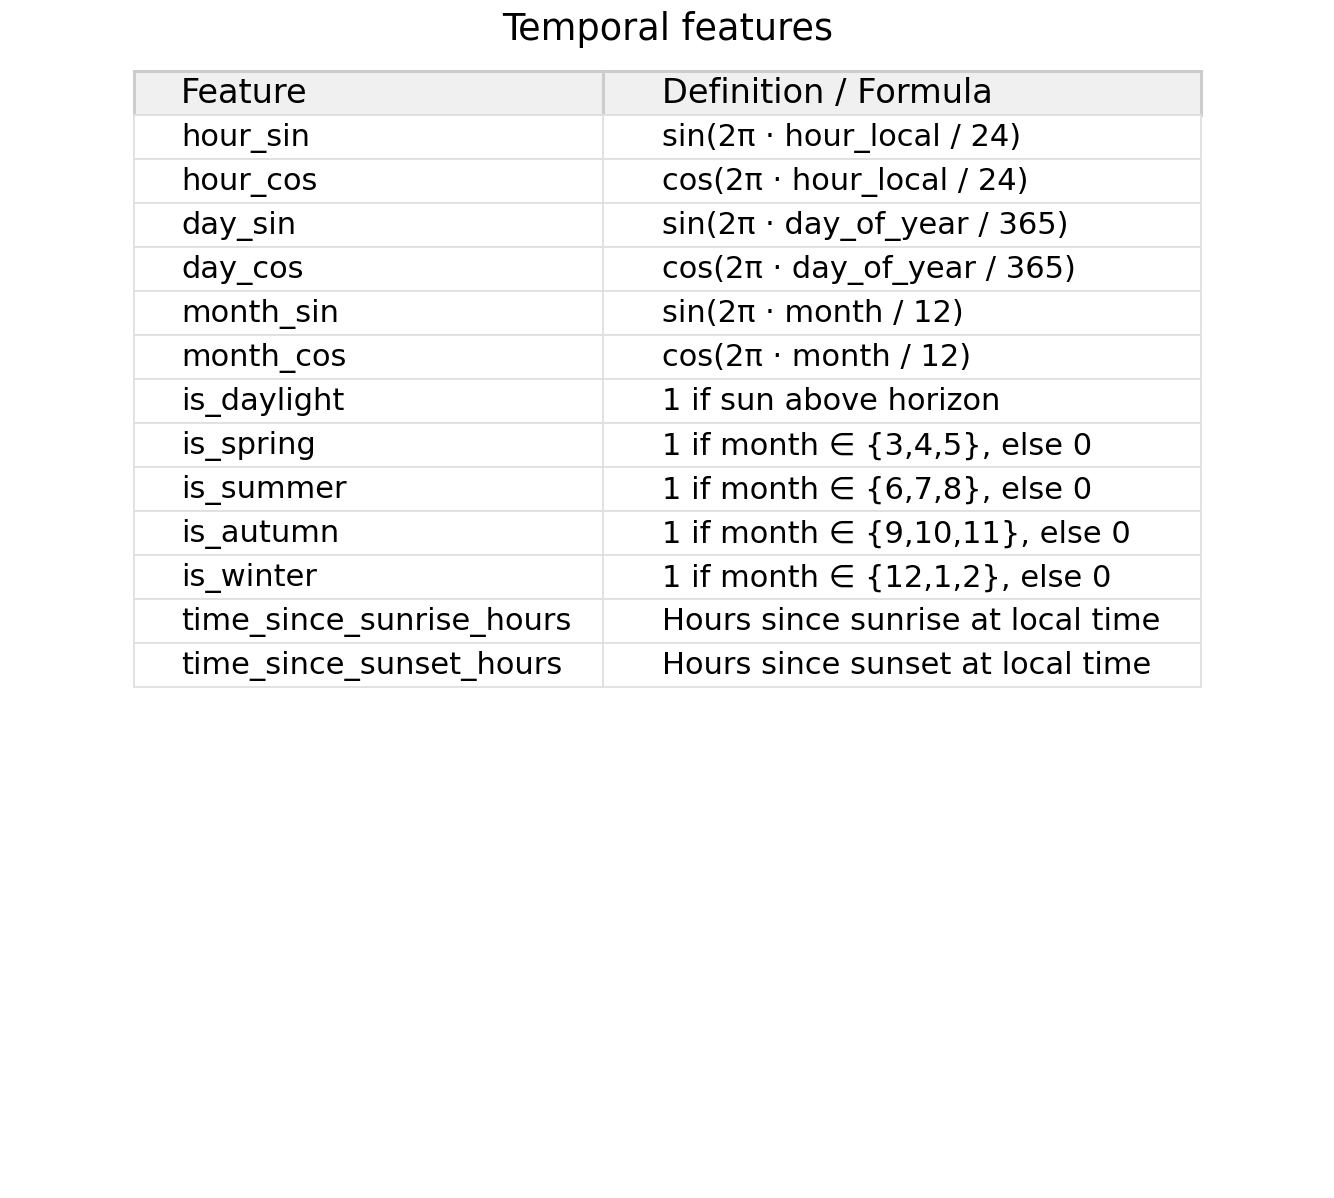 Temporal features
Feature Definition / Formula
hour_sin sin(2π · hour_local / 24)
hour_cos cos(2π · hour_local / 24)
day_sin sin(2π · day_of_year / 365)
day_cos cos(2π · day_of_year / 365)
month_sin sin(2π · month / 12)
month_cos cos(2π · month / 12)
is_daylight 1 if sun above horizon
is_spring 1 if month ∈ {3,4,5}, else 0
is_summer 1 if month ∈ {6,7,8}, else 0
is_autumn 1 if month ∈ {9,10,11}, else 0
is_winter 1 if month ∈ {12,1,2}, else 0
time_since_sunrise_hours Hours since sunrise at local time
time_since_sunset_hours Hours since sunset at local time